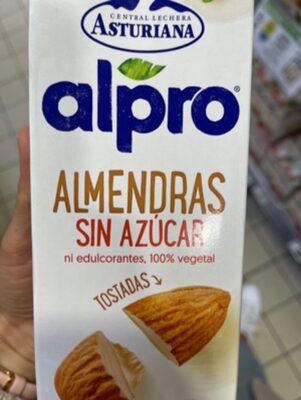 CENTRAL LECHERA
ASTURIANA
alpro
ALMENDRAS
SIN AZÚCAR
ni edulcorantes, 100% vegetal
TOSTADAS